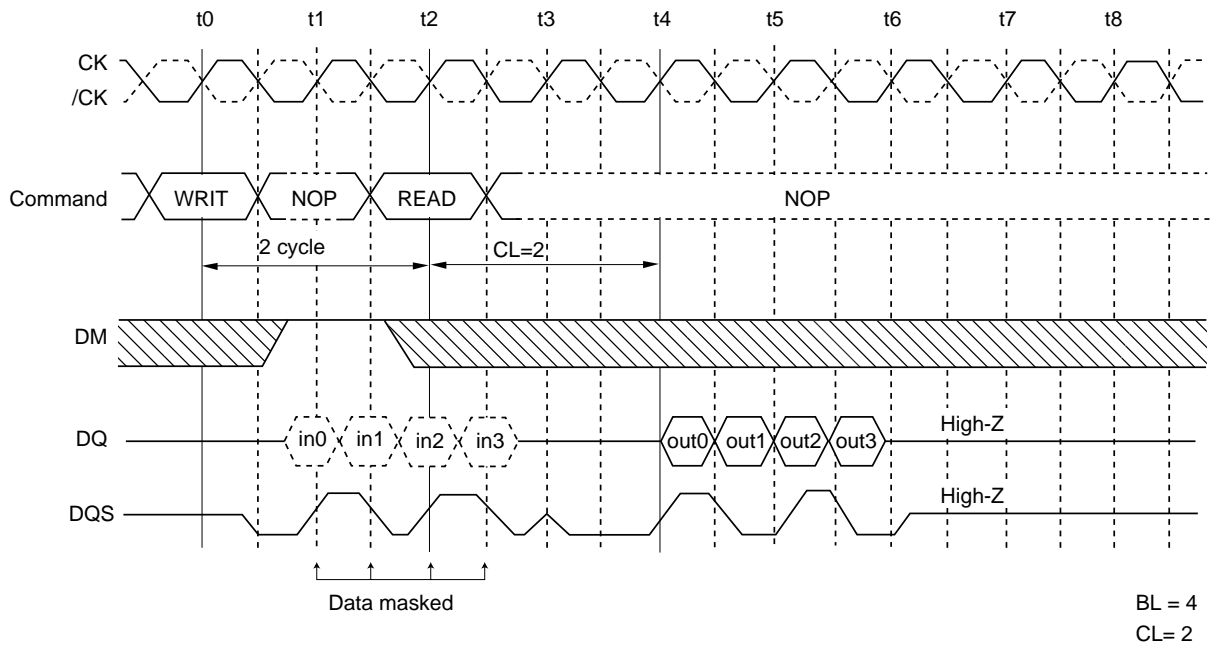 t0 t1 t2 t3 t4 t5 t6 t7 t8
CK
/CK
Command WRIT NOP READ NOP
2 cycle CL=2
DM
DQ in0 in1 in2 in3 out0 out1 out2 out3 High-Z
DQS High-Z
Data masked
BL = 4
CL= 2